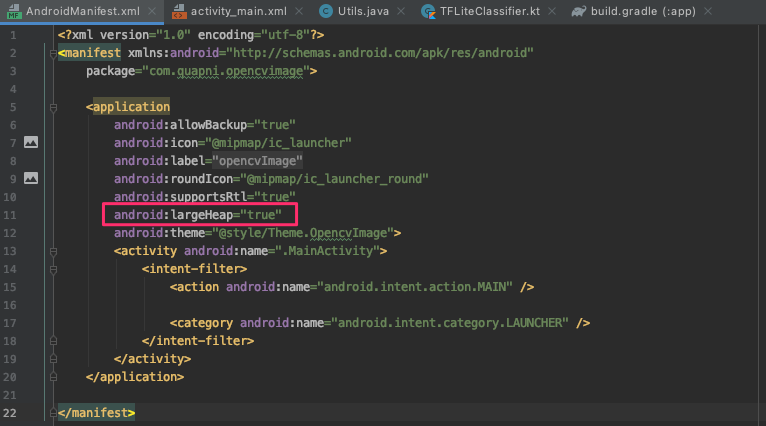 AndroidManifest.xml × activity_main.xml × Utils.java × TFLiteClassifier.kt × build.gradle (:app) ×
1 <?xml version="1.0" encoding="utf-8"?>
2 <manifest xmlns:android="http://schemas.android.com/apk/res/android"
3 package="com.quapni.opencvimage">
4
5 <application
6 android:allowBackup="true"
7 android:icon="@mipmap/ic_launcher"
8 android:label="opencvImage"
9 android:roundIcon="@mipmap/ic_launcher_round"
10 android:supportsRtl="true"
11 android:largeHeap="true"
12 android:theme="@style/Theme.OpencvImage">
13 <activity android:name=".MainActivity">
14 <intent-filter>
15 <action android:name="android.intent.action.MAIN" />
16
17 <category android:name="android.intent.category.LAUNCHER" />
18 </intent-filter>
19 </activity>
20 </application>
21
22 </manifest>